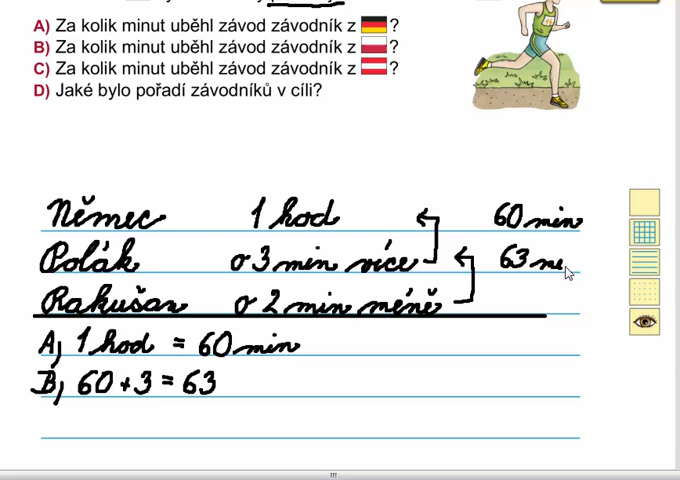 A) Za kolik minut uběhl závod závodník z ?
B) Za kolik minut uběhl závod závodník z ?
C) Za kolik minut uběhl závod závodník z ?
D) Jaké bylo pořadí závodníků v cíli?
Němec 1 hod 60 min
Polák o 3 min více 63 m
Rakušan o 2 min méně
A) 1 hod = 60 min
B) 60 + 3 = 63